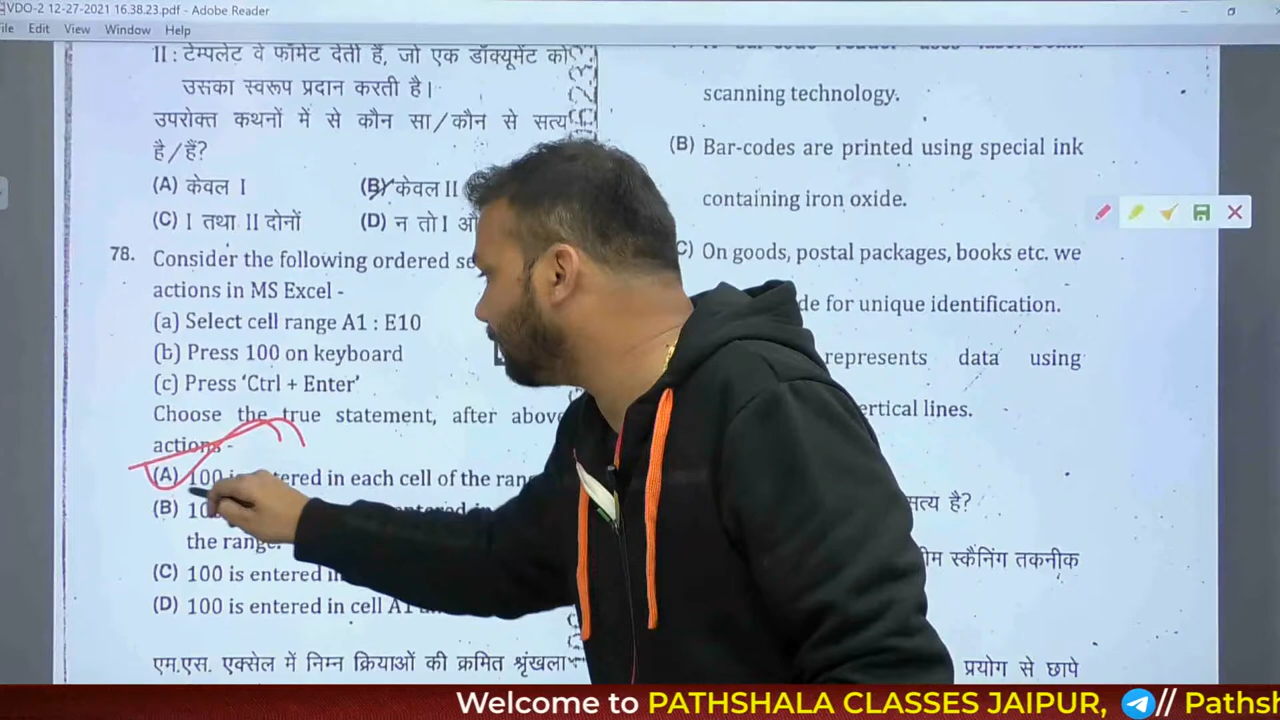 VDO-2 12-27-2021 16.38.23.pdf - Adobe Reader
File Edit View Window Help
II : टेम्पलेट वे फॉर्मेट देती हैं, जो एक डॉक्यूमेंट को
उसका स्वरूप प्रदान करती है।
उपरोक्त कथनों में से कौन सा/कौन से सत्य
है/हैं?
(A) केवल I (B) केवल II
(C) I तथा II दोनों (D) न तो I
78. Consider the following ordered
actions in MS Excel -
(a) Select cell range A1 : E10
(b) Press 100 on keyboard
(c) Press ‘Ctrl + Enter’
Choose the true statement, after above
actions -
(A) 100 is entered in each cell of the
(B)
the range.
(C) 100 is entered
(D) 100 is entered in cell A1
एम.एस. एक्सेल में निम्न क्रियाओं की क्रमित श्रृंखला
scanning technology.
(B) Bar-codes are printed using special ink
containing iron oxide.
(C) On goods, postal packages, books etc. we
for unique identification.
represents data using
vertical lines.
सत्य है?
स्कैनिंग तकनीक
प्रयोग से छापे
Welcome to PATHSHALA CLASSES JAIPUR, //